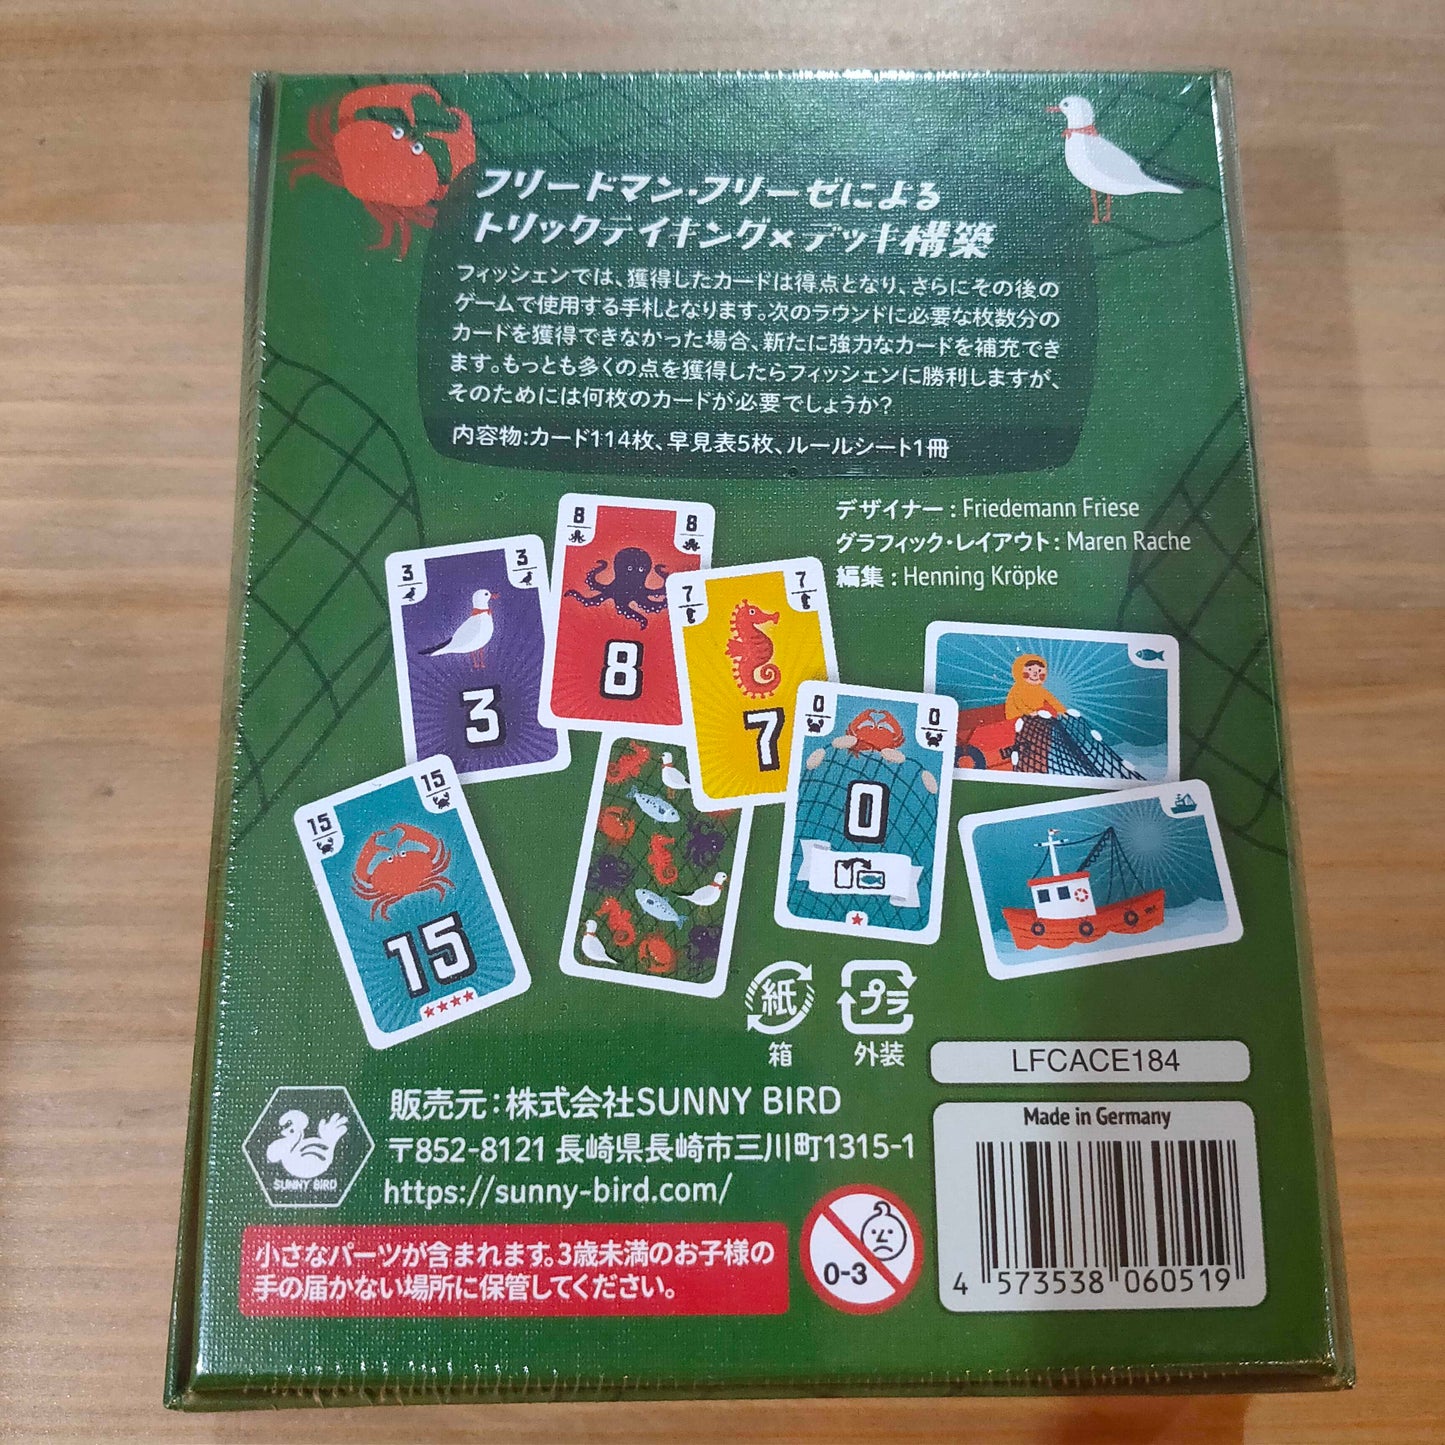 フリードマン・フリーゼによる
トリックテイキング×デッキ構築
フィッシェンでは、獲得したカードは得点となり、さらにその後の
ゲームで使用する手札となります。次のラウンドに必要な枚数分の
カードを獲得できなかった場合、新たに強力なカードを補充でき
ます。もっとも多くの点を獲得したらフィッシェンに勝利しますが、
そのためには何枚のカードが必要でしょうか?
内容物:カード114枚、早見表5枚、ルールシート1冊
デザイナー : Friedemann Friese
グラフィック・レイアウト : Maren Rache
編集 : Henning Kröpke
3
3
3
8
8
8
7
7
7
0
0
0
15
15
15
紙
箱
プラ
外装
LFCACE184
Made in Germany
4 573538 060519
SUNNY BIRD
販売元 : 株式会社SUNNY BIRD
〒852-8121 長崎県長崎市三川町1315-1
https://sunny-bird.com/
小さなパーツが含まれます。3歳未満のお子様の
手の届かない場所に保管してください。
0-3